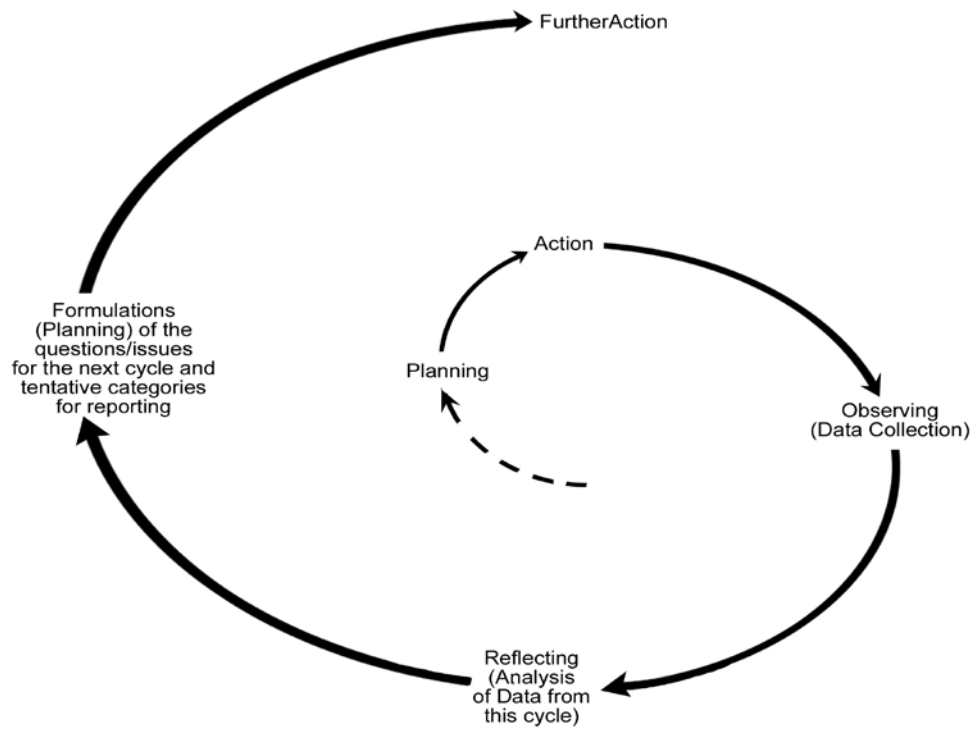 FurtherAction
Action
Planning
Observing
(Data Collection)
Reflecting
(Analysis
of Data from
this cycle)
Formulations
(Planning) of the
questions/issues
for the next cycle and
tentative categories
for reporting